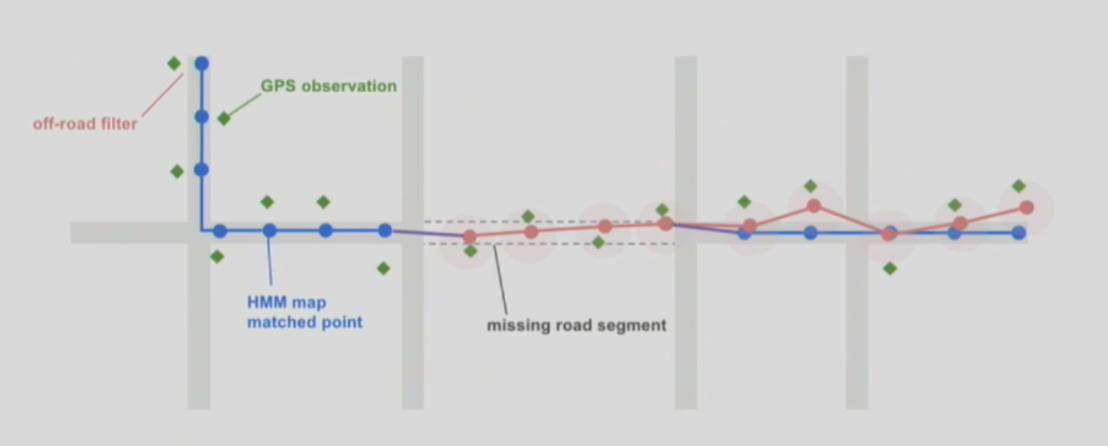 GPS observation
off-road filter
HMM map
matched point
missing road segment